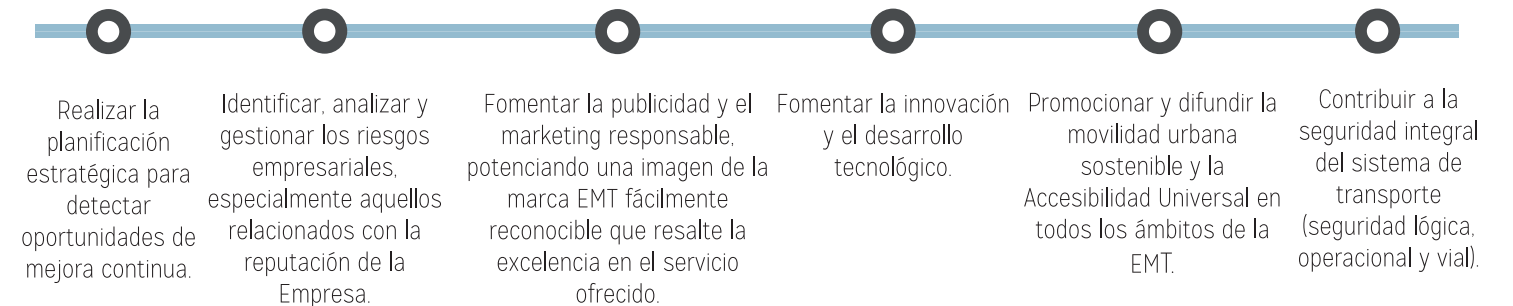 Realizar la
planificación
estratégica para
detectar
oportunidades de
mejora continua.
Identificar, analizar y
gestionar los riesgos
empresariales,
especialmente aquellos
relacionados con la
reputación de la
Empresa.
Fomentar la publicidad y el
marketing responsable,
potenciando una imagen de la
marca EMT fácilmente
reconocible que resalte la
excelencia en el servicio
ofrecido.
Fomentar la innovación
y el desarrollo
tecnológico.
Promocionar y difundir la
movilidad urbana
sostenible y la
Accesibilidad Universal en
todos los ámbitos de la
EMT.
Contribuir a la
seguridad integral
del sistema de
transporte
(seguridad lógica,
operacional y vial).